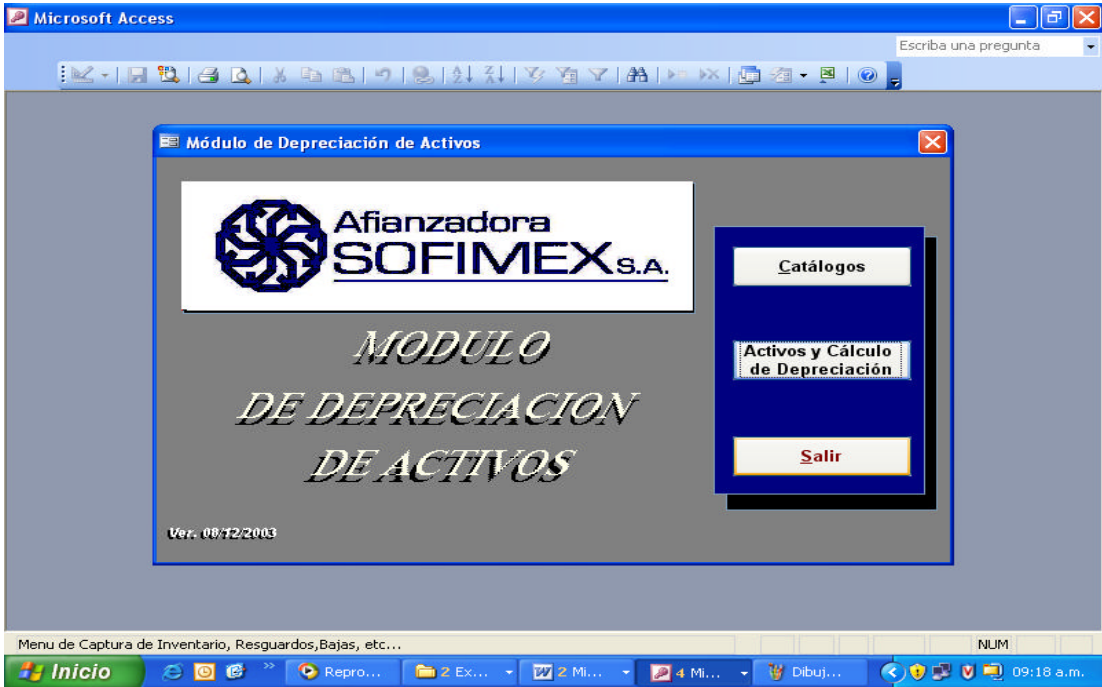 Microsoft Access
Escriba una pregunta
Módulo de Depreciación de Activos
Afianzadora
SOFIMEX S.A.
MODULO
DE DEPRECIACION
DE ACTIVOS
Ver. 08/12/2003
Catálogos
Activos y Cálculo
de Depreciación
Salir
Menu de Captura de Inventario, Resguardos,Bajas, etc...
NUM
Inicio
Repro...
2 Ex...
2 Mi...
4 Mi...
Dibuj...
09:18 a.m.